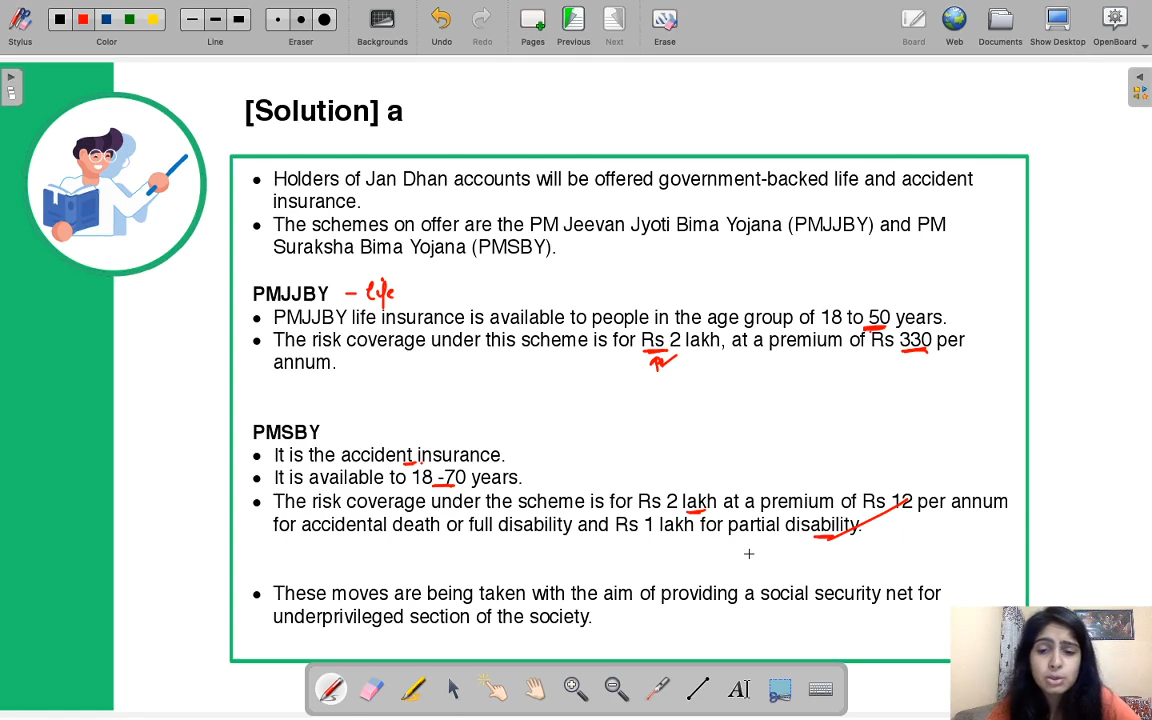 Stylus Color Line Eraser Backgrounds Undo Redo Pages Previous Next Erase Board Web Documents Show Desktop OpenBoard
[Solution] a
• Holders of Jan Dhan accounts will be offered government-backed life and accident
insurance.
• The schemes on offer are the PM Jeevan Jyoti Bima Yojana (PMJJBY) and PM
Suraksha Bima Yojana (PMSBY).
PMJJBY – life
• PMJJBY life insurance is available to people in the age group of 18 to 50 years.
• The risk coverage under this scheme is for Rs 2 lakh, at a premium of Rs 330 per
annum.
PMSBY
• It is the accident insurance.
• It is available to 18 -70 years.
• The risk coverage under the scheme is for Rs 2 lakh at a premium of Rs 12 per annum
for accidental death or full disability and Rs 1 lakh for partial disability.
• These moves are being taken with the aim of providing a social security net for
underprivileged section of the society.